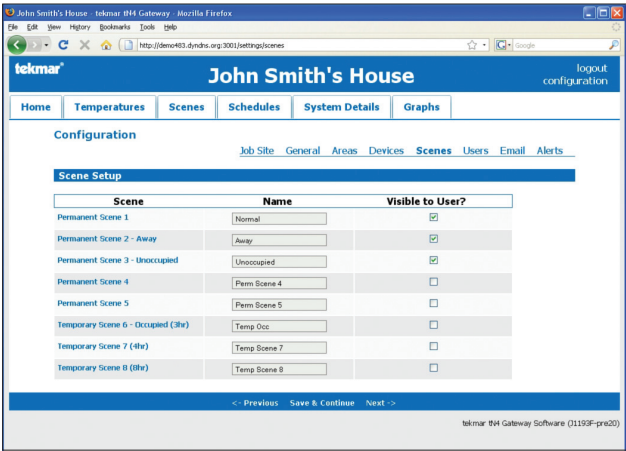 John Smith's House - tekmar tN4 Gateway - Mozilla Firefox
File Edit View History Bookmarks Tools Help
http://demo483.dyndns.org:3001/settings/scenes
Google
tekmar®
John Smith's House
logout
configuration
Home Temperatures Scenes Schedules System Details Graphs
Configuration
Job Site General Areas Devices Scenes Users Email Alerts
Scene Setup
Scene Name Visible to User?
Permanent Scene 1 Normal
Permanent Scene 2 - Away Away
Permanent Scene 3 - Unoccupied Unoccupied
Permanent Scene 4 Perm Scene 4
Permanent Scene 5 Perm Scene 5
Temporary Scene 6 - Occupied (3hr) Temp Occ
Temporary Scene 7 (4hr) Temp Scene 7
Temporary Scene 8 (8hr) Temp Scene 8
<- Previous Save & Continue Next ->
tekmar tN4 Gateway Software (J1193F-pre20)